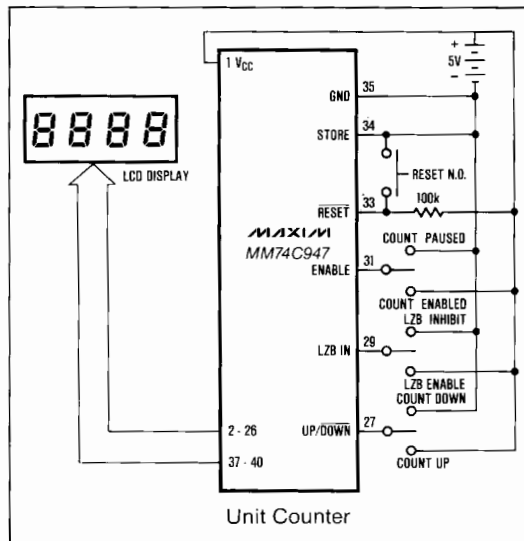 1 VCC
+
5V
−
GND
35
STORE
34
8888
LCD DISPLAY
RESET N.O.
RESET
33
100k
MAXIM
MM74C947
COUNT PAUSED
ENABLE
31
COUNT ENABLED
LZB INHIBIT
LZB IN
29
LZB ENABLE
COUNT DOWN
2 - 26
UP/DOWN
27
37 - 40
COUNT UP
Unit Counter